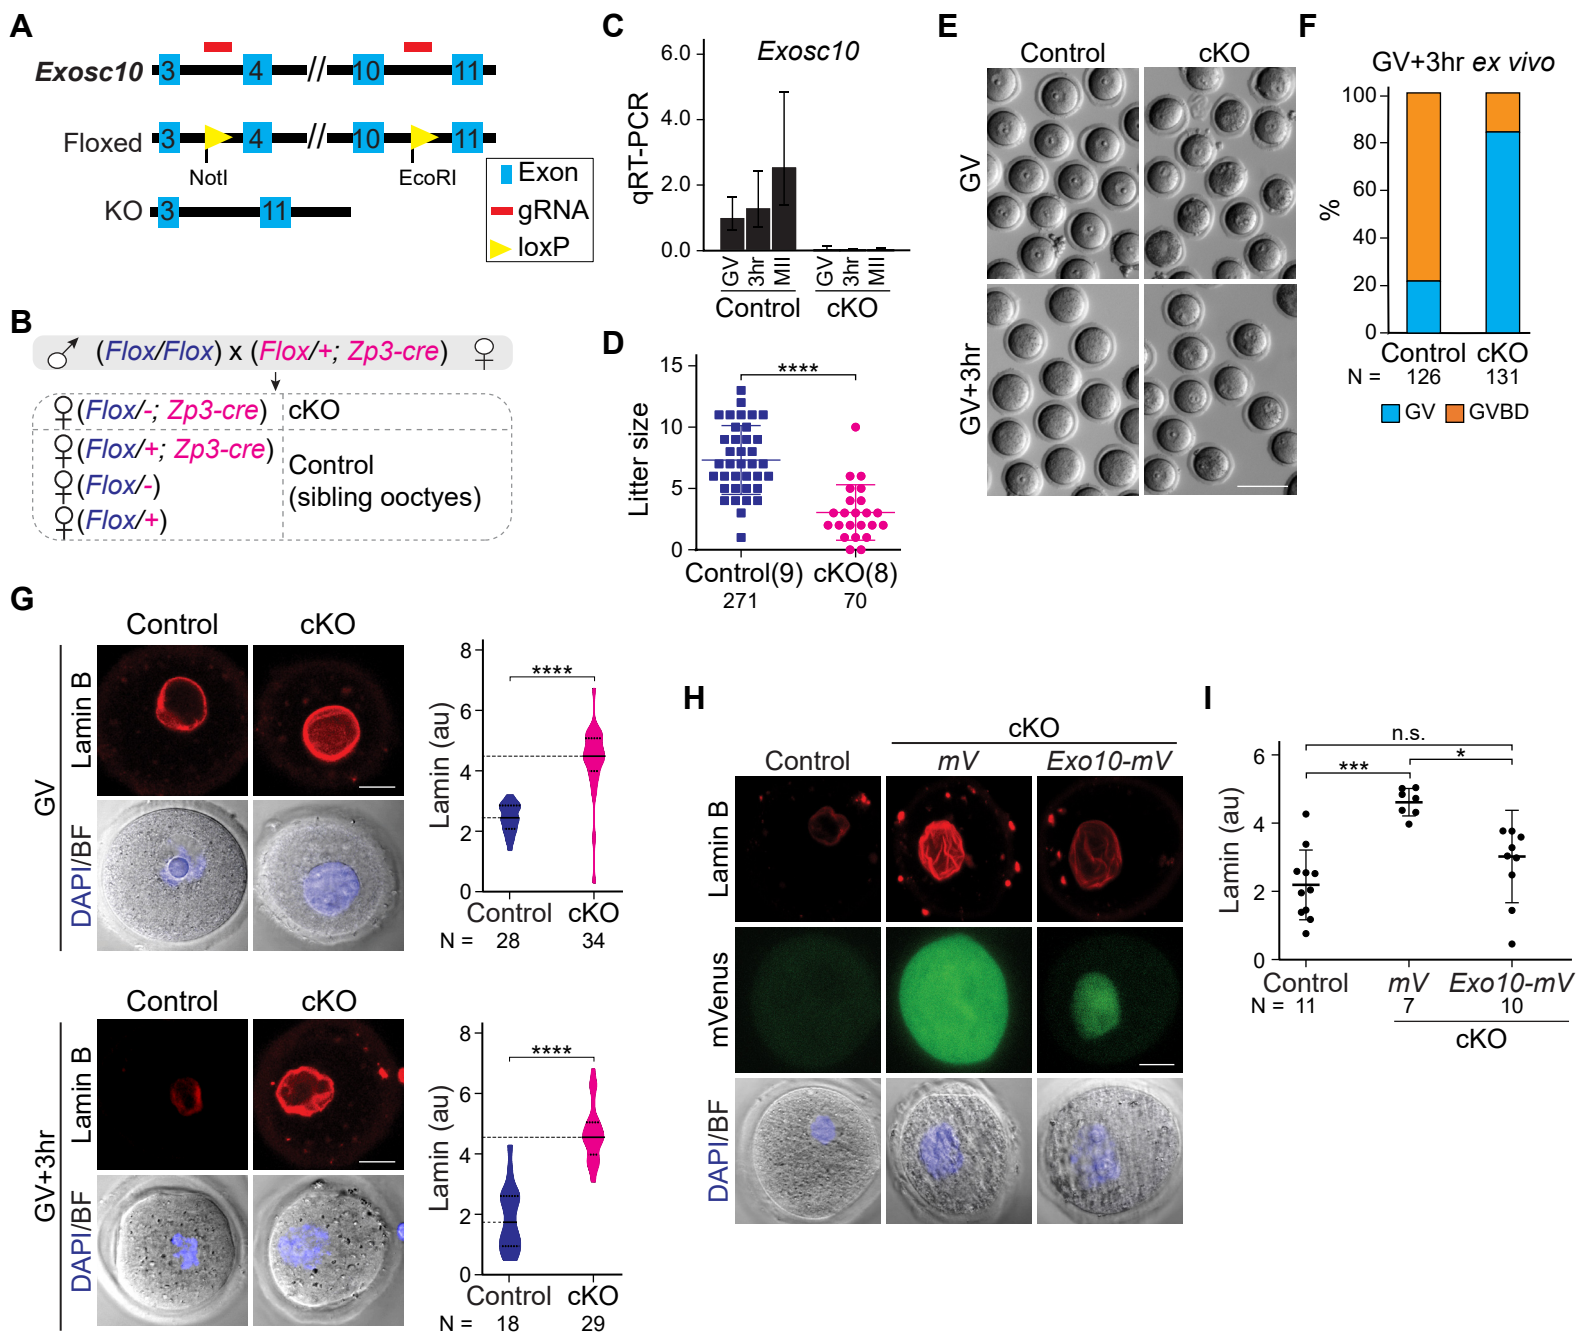 A
Exosc10
3
4
//
10
11
Floxed
3
4
//
10
11
NotI
EcoRI
KO
3
11
Exon
gRNA
loxP
B
♂ (Flox/Flox) x (Flox/+; Zp3-cre) ♀
♀(Flox/-; Zp3-cre) cKO
♀(Flox/+; Zp3-cre)
♀(Flox/-)
♀(Flox/+)
Control
(sibling ooctyes)
C
Exosc10
qRT-PCR
6.0
4.0
2.0
0.0
GV
3hr
MII
GV
3hr
MII
Control
cKO
D
Litter size
15
10
5
0
****
Control(9) cKO(8)
271 70
E
Control cKO
GV
GV+3hr
F
GV+3hr ex vivo
%
100
80
60
40
20
0
Control cKO
N = 126 131
GV GVBD
G
Control cKO
GV
Lamin B
DAPI/BF
Lamin (au)
8
6
4
2
0
****
Control cKO
N = 28 34
Control cKO
GV+3hr
Lamin B
DAPI/BF
Lamin (au)
8
6
4
2
0
****
Control cKO
N = 18 29
H
cKO
Control mV Exo10-mV
Lamin B
mVenus
DAPI/BF
I
n.s.
*** *
Lamin (au)
6
4
2
0
Control mV Exo10-mV
N = 11 7 10
cKO